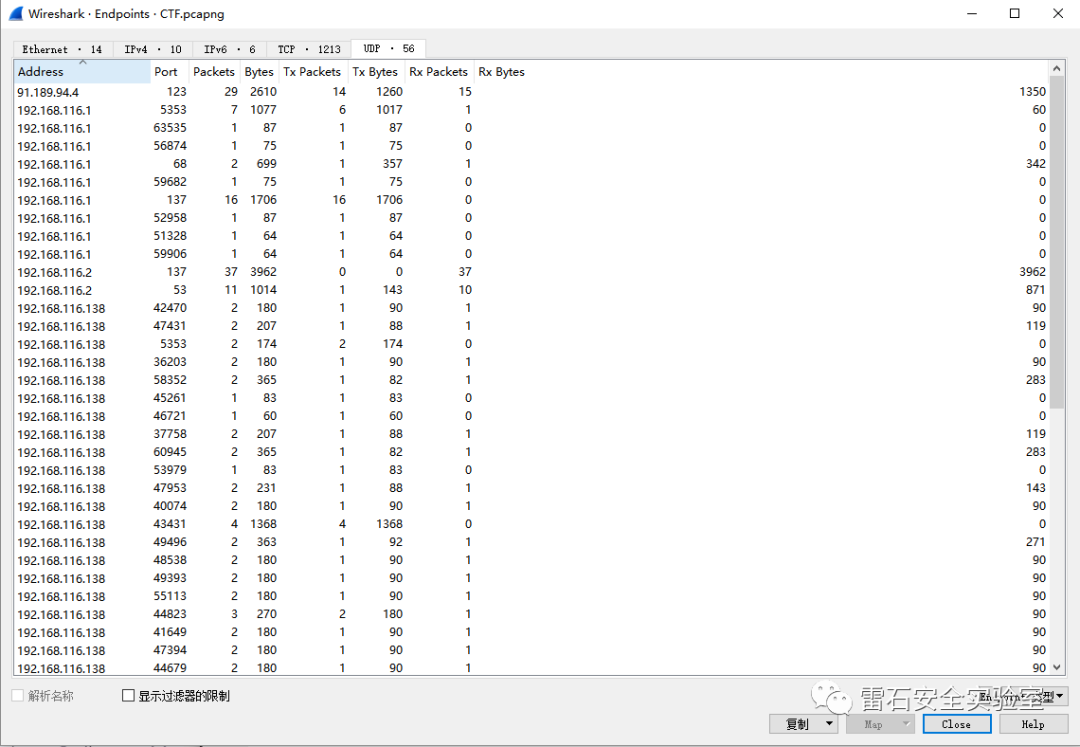 Wireshark · Endpoints · CTF.pcapng
Ethernet · 14 IPv4 · 10 IPv6 · 6 TCP · 1213 UDP · 56
Address Port Packets Bytes Tx Packets Tx Bytes Rx Packets Rx Bytes
91.189.94.4 123 29 2610 14 1260 15 1350
192.168.116.1 5353 7 1077 6 1017 1 60
192.168.116.1 63535 1 87 1 87 0 0
192.168.116.1 56874 1 75 1 75 0 0
192.168.116.1 68 2 699 1 357 1 342
192.168.116.1 59682 1 75 1 75 0 0
192.168.116.1 137 16 1706 16 1706 0 0
192.168.116.1 52958 1 87 1 87 0 0
192.168.116.1 51328 1 64 1 64 0 0
192.168.116.1 59906 1 64 1 64 0 0
192.168.116.2 137 37 3962 0 0 37 3962
192.168.116.2 53 11 1014 1 143 10 871
192.168.116.138 42470 2 180 1 90 1 90
192.168.116.138 47431 2 207 1 88 1 119
192.168.116.138 5353 2 174 2 174 0 0
192.168.116.138 36203 2 180 1 90 1 90
192.168.116.138 58352 2 365 1 82 1 283
192.168.116.138 45261 1 83 1 83 0 0
192.168.116.138 46721 1 60 1 60 0 0
192.168.116.138 37758 2 207 1 88 1 119
192.168.116.138 60945 2 365 1 82 1 283
192.168.116.138 53979 1 83 1 83 0 0
192.168.116.138 47953 2 231 1 88 1 143
192.168.116.138 40074 2 180 1 90 1 90
192.168.116.138 43431 4 1368 4 1368 0 0
192.168.116.138 49496 2 363 1 92 1 271
192.168.116.138 48538 2 180 1 90 1 90
192.168.116.138 49393 2 180 1 90 1 90
192.168.116.138 55113 2 180 1 90 1 90
192.168.116.138 44823 3 270 2 180 1 90
192.168.116.138 41649 2 180 1 90 1 90
192.168.116.138 47394 2 180 1 90 1 90
192.168.116.138 44679 2 180 1 90 1 90
解析名称 显示过滤器的限制
雷石安全实验室
复制 Map Close Help